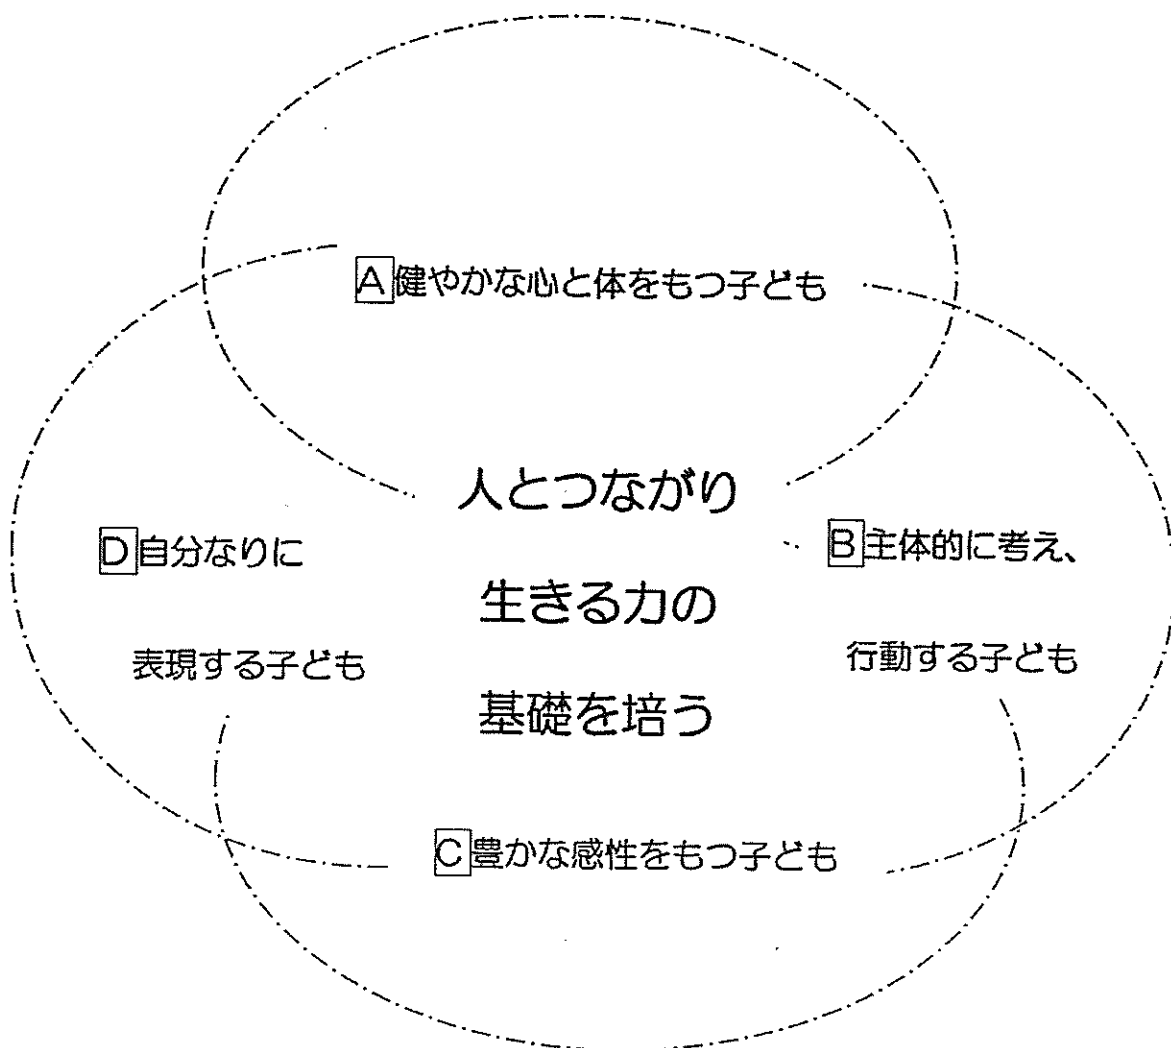 A健やかな心と体をもつ子ども
人とつながり
生きる力の
基礎を培う
D自分なりに
表現する子ども
B主体的に考え、
行動する子ども
C豊かな感性をもつ子ども